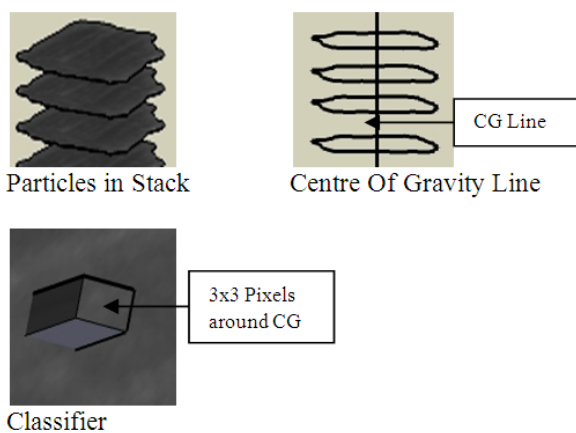 CG Line
Particles in Stack
Centre Of Gravity Line
3x3 Pixels
around CG
Classifier